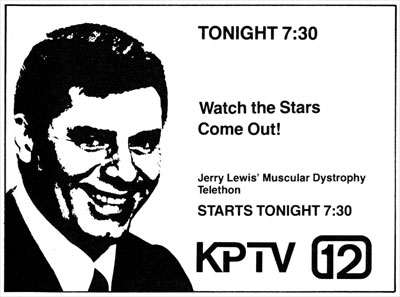 TONIGHT 7:30
Watch the Stars
Come Out!
Jerry Lewis' Muscular Dystrophy
Telethon
STARTS TONIGHT 7:30
KPTV 12